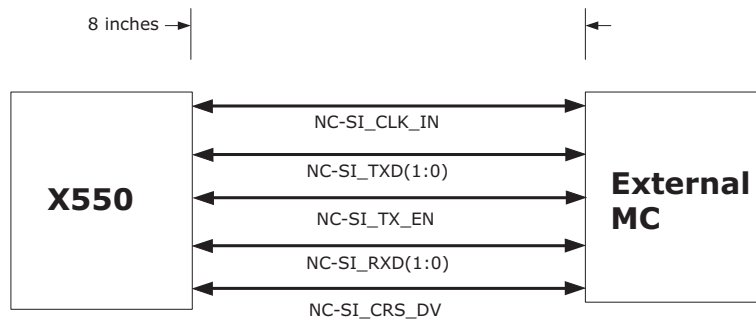 8 inches
NC-SI_CLK_IN
NC-SI_TXD(1:0)
X550
External
MC
NC-SI_TX_EN
NC-SI_RXD(1:0)
NC-SI_CRS_DV